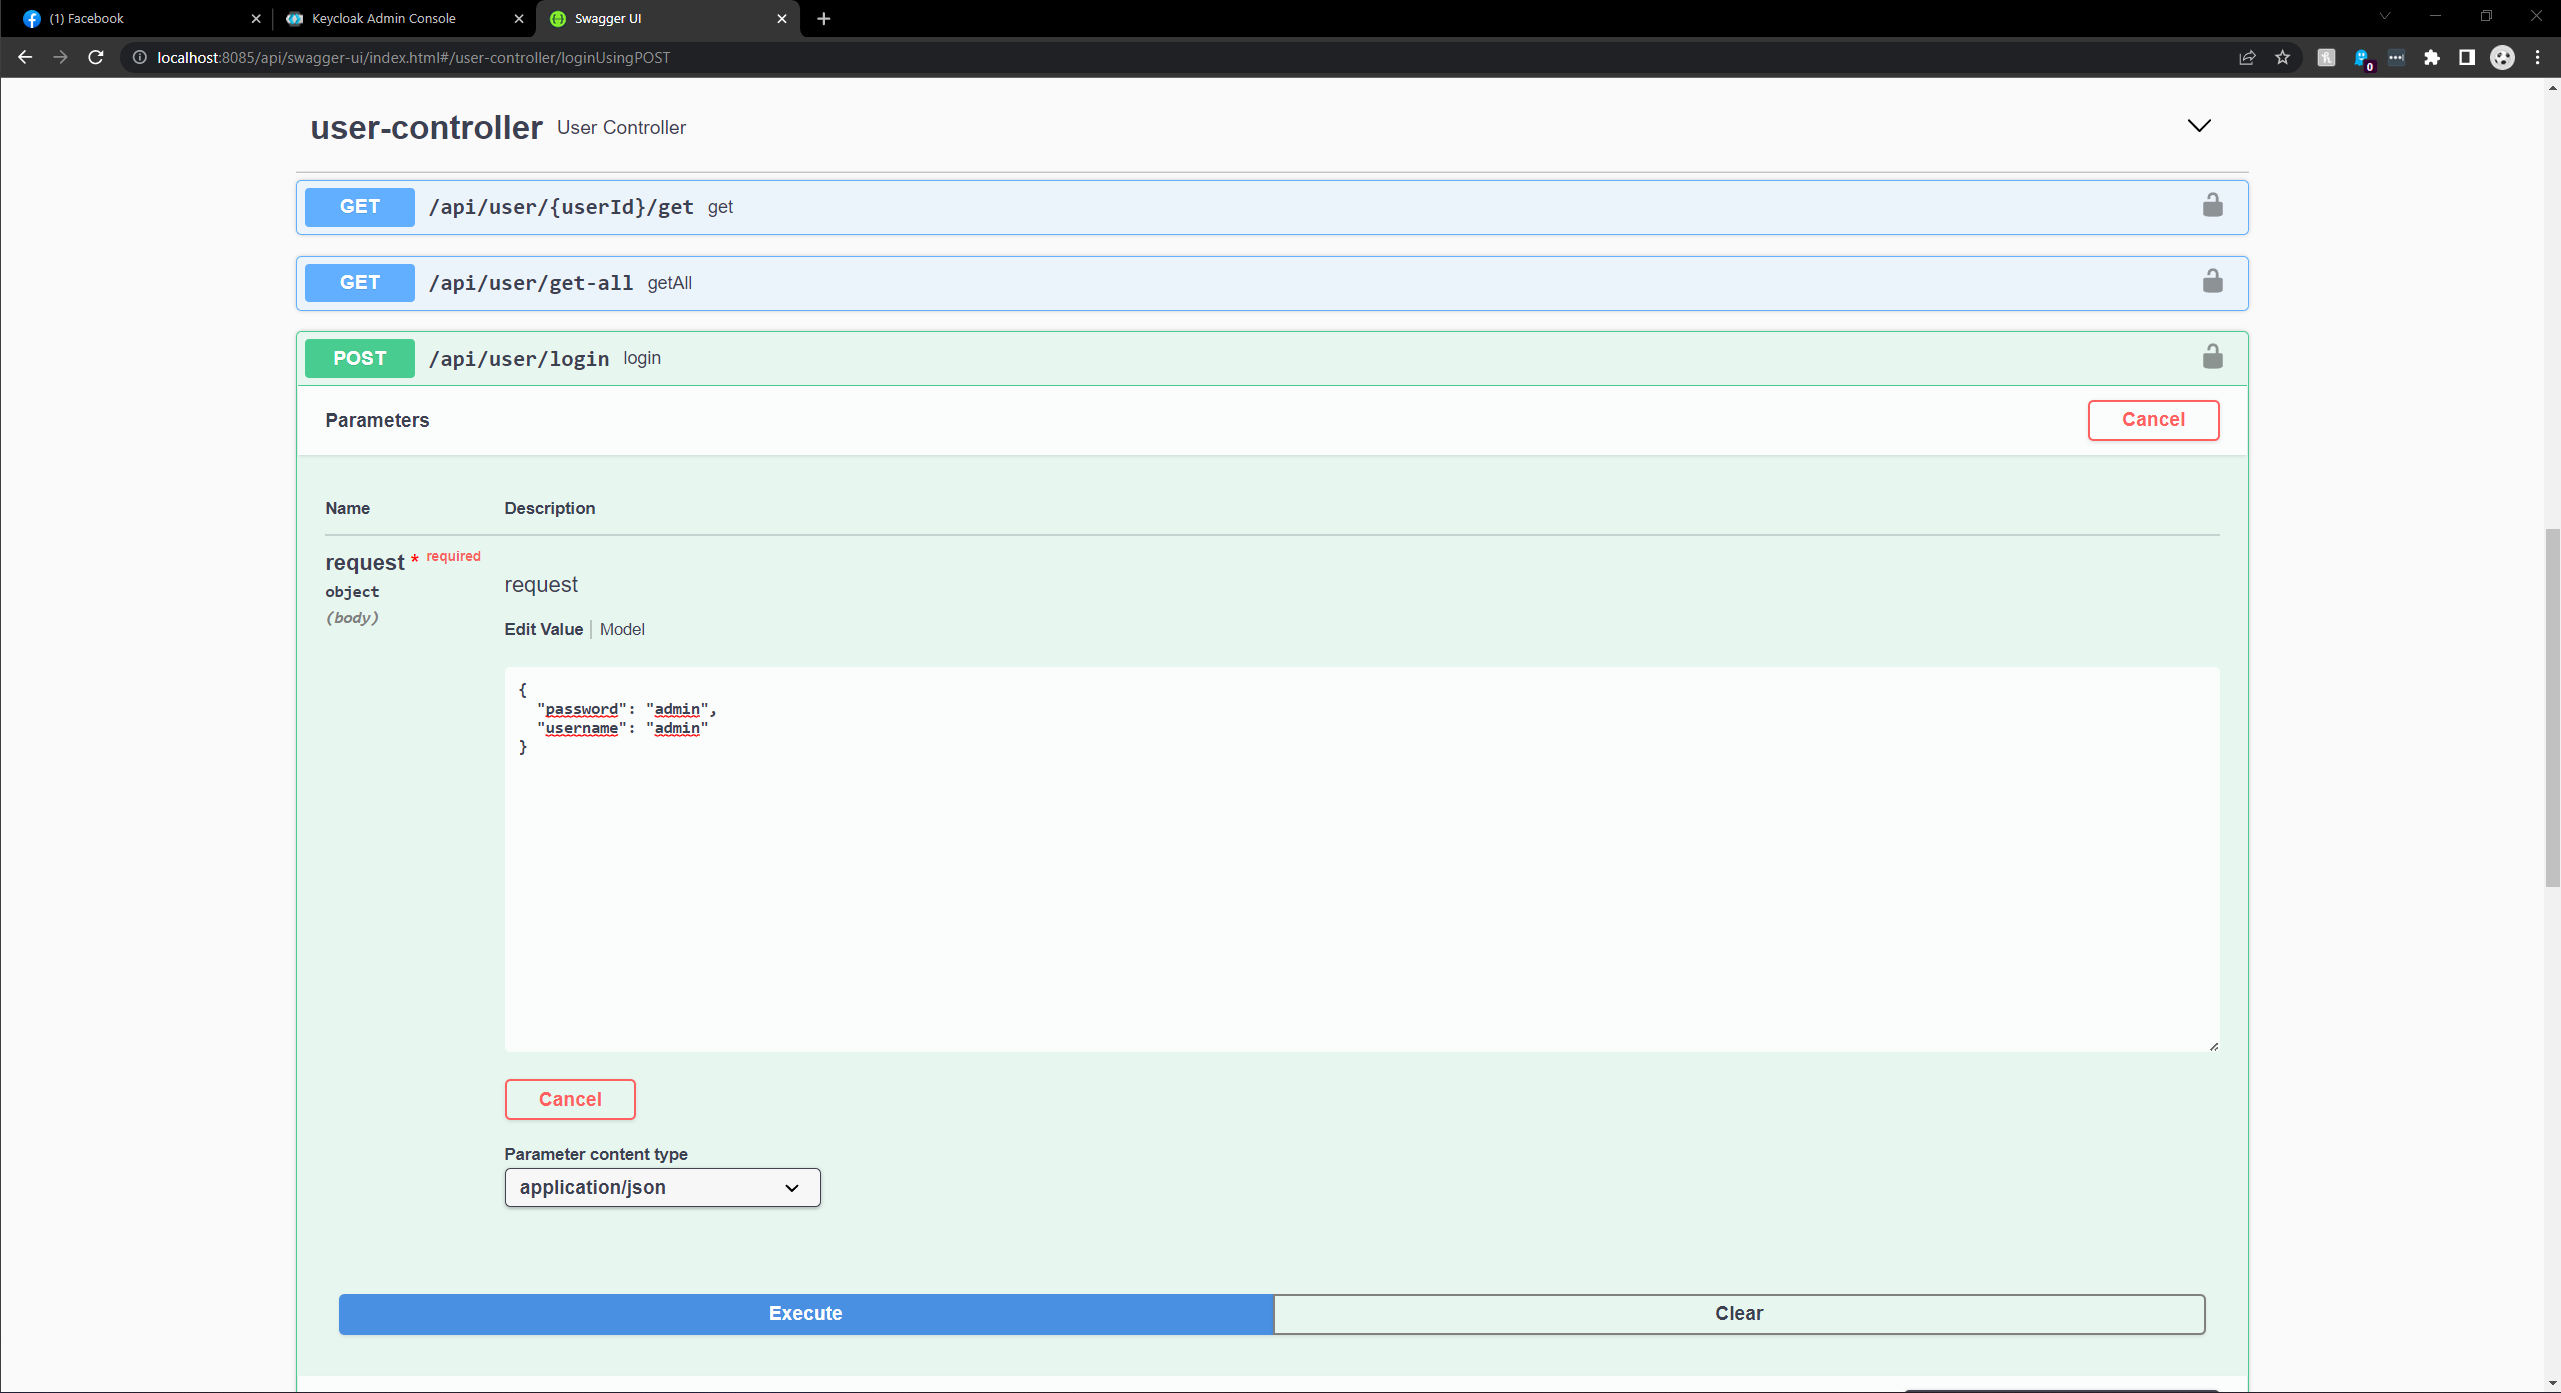 (1) Facebook
Keycloak Admin Console
Swagger UI
localhost:8085/api/swagger-ui/index.html#/user-controller/loginUsingPOST
0
user-controller User Controller
GET /api/user/{userId}/get get
GET /api/user/get-all getAll
POST /api/user/login login
Parameters
Cancel
Name Description
request * required
object
(body)
request
Edit Value | Model
{
"password": "admin",
"username": "admin"
}
Cancel
Parameter content type
application/json
Execute
Clear